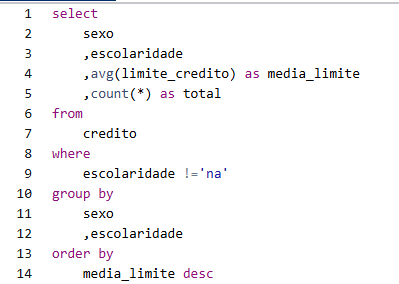 1 select
2 sexo
3 ,escolaridade
4 ,avg(limite_credito) as media_limite
5 ,count(*) as total
6 from
7 credito
8 where
9 escolaridade !='na'
10 group by
11 sexo
12 ,escolaridade
13 order by
14 media_limite desc